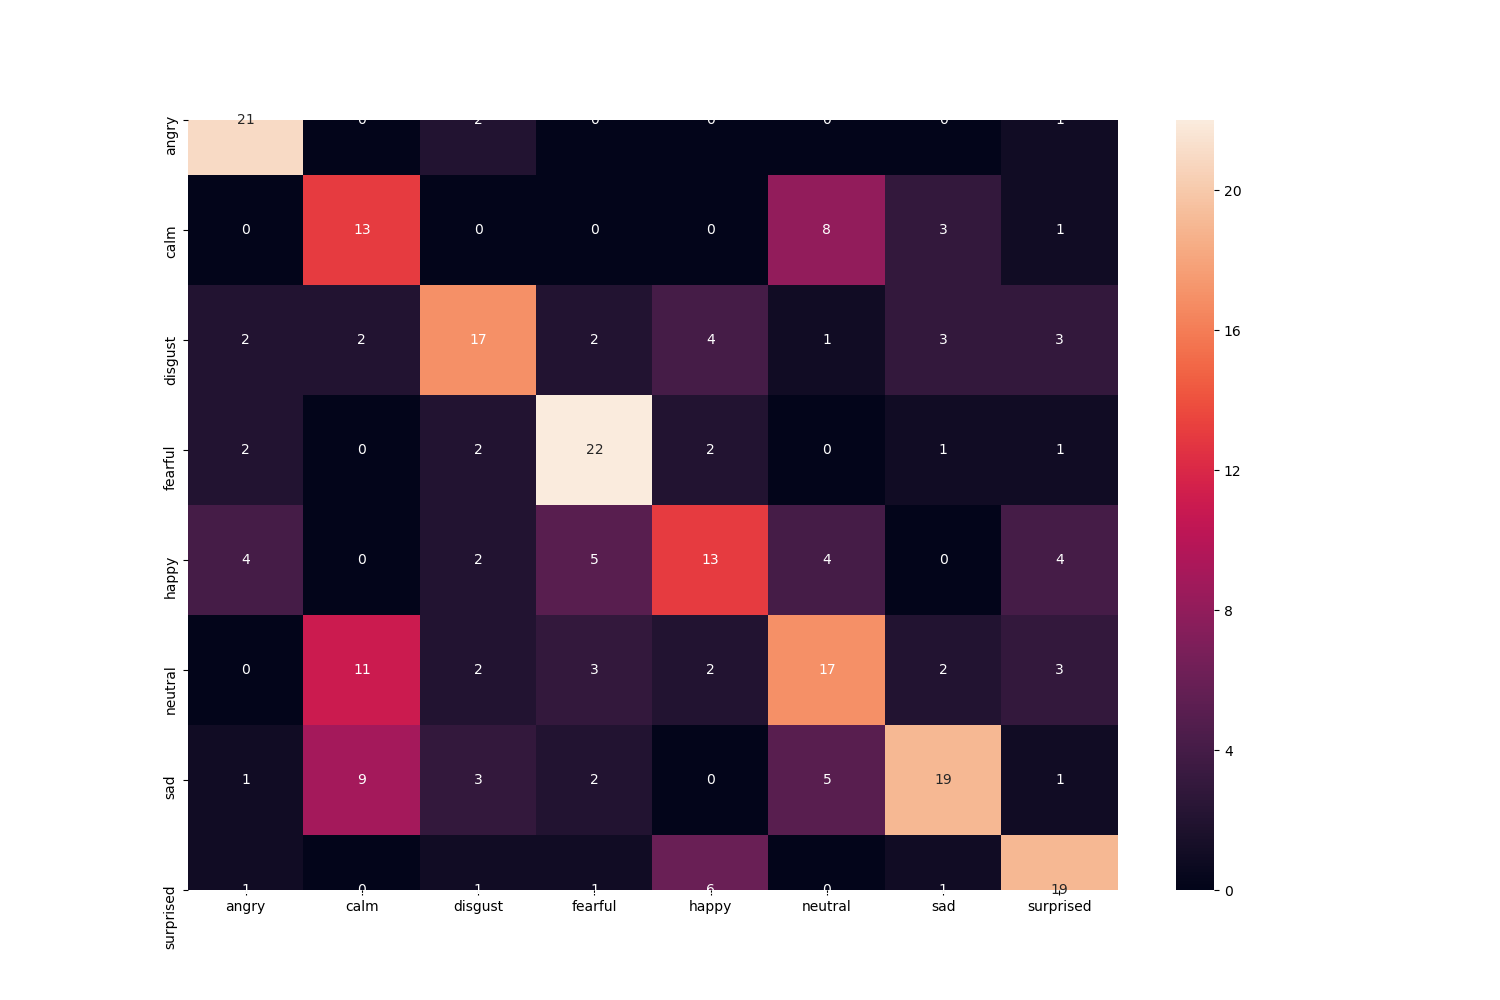 angry 21 0 2 0 0 0 0 1
calm 0 13 0 0 0 8 3 1
disgust 2 2 17 2 4 1 3 3
fearful 2 0 2 22 2 0 1 1
happy 4 0 2 5 13 4 0 4
neutral 0 11 2 3 2 17 2 3
sad 1 9 3 2 0 5 19 1
surprised 1 0 1 1 6 0 1 19
angry calm disgust fearful happy neutral sad surprised
20
16
12
8
4
0